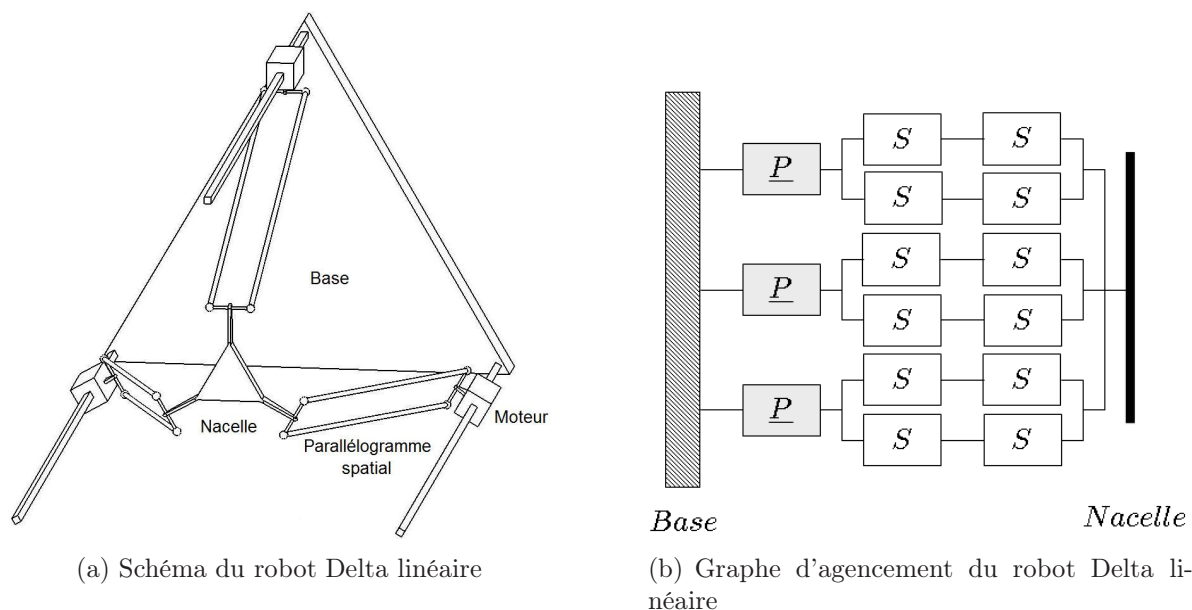 Base
Nacelle
Moteur
Parallélogramme
spatial
(a) Schéma du robot Delta linéaire
S S
P
S S
S S
P
S S
S S
P
S S
Base Nacelle
(b) Graphe d'agencement du robot Delta li-
néaire